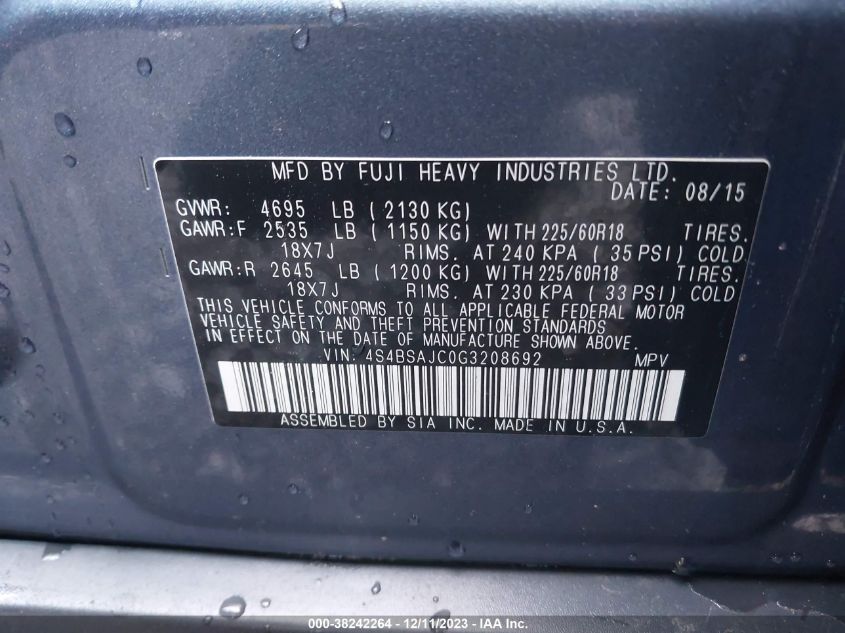 MFD BY FUJI HEAVY INDUSTRIES LTD.
DATE: 08/15
GVWR: 4695 LB ( 2130 KG)
GAWR:F 2535 LB ( 1150 KG) WITH 225/60R18 TIRES.
18X7J RIMS. AT 240 KPA ( 35 PSI) COLD
GAWR:R 2645 LB ( 1200 KG) WITH 225/60R18 TIRES.
18X7J RIMS. AT 230 KPA ( 33 PSI) COLD
THIS VEHICLE CONFORMS TO ALL APPLICABLE FEDERAL MOTOR
VEHICLE SAFETY AND THEFT PREVENTION STANDARDS
IN EFFECT ON THE DATE OF MANUFACTURE SHOWN ABOVE.
VIN: 4S4BSAJC0G3208692 MPV
ASSEMBLED BY SIA INC. MADE IN U.S.A.
000-38242264 - 12/11/2023 - © IAA Inc.